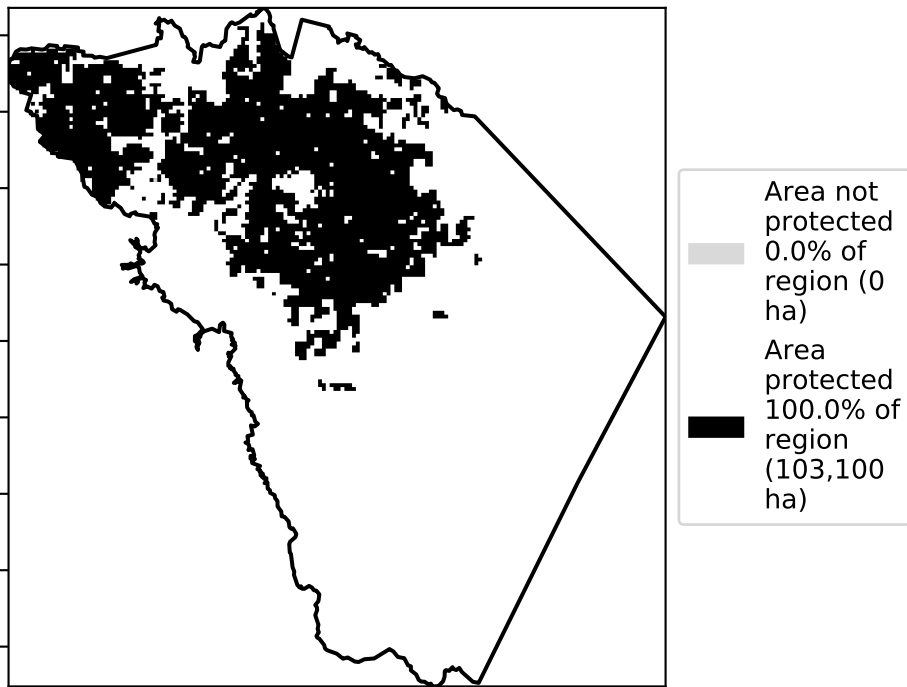 Area not
protected
0.0% of
region (0
ha)
Area
protected
100.0% of
region
(103,100
ha)